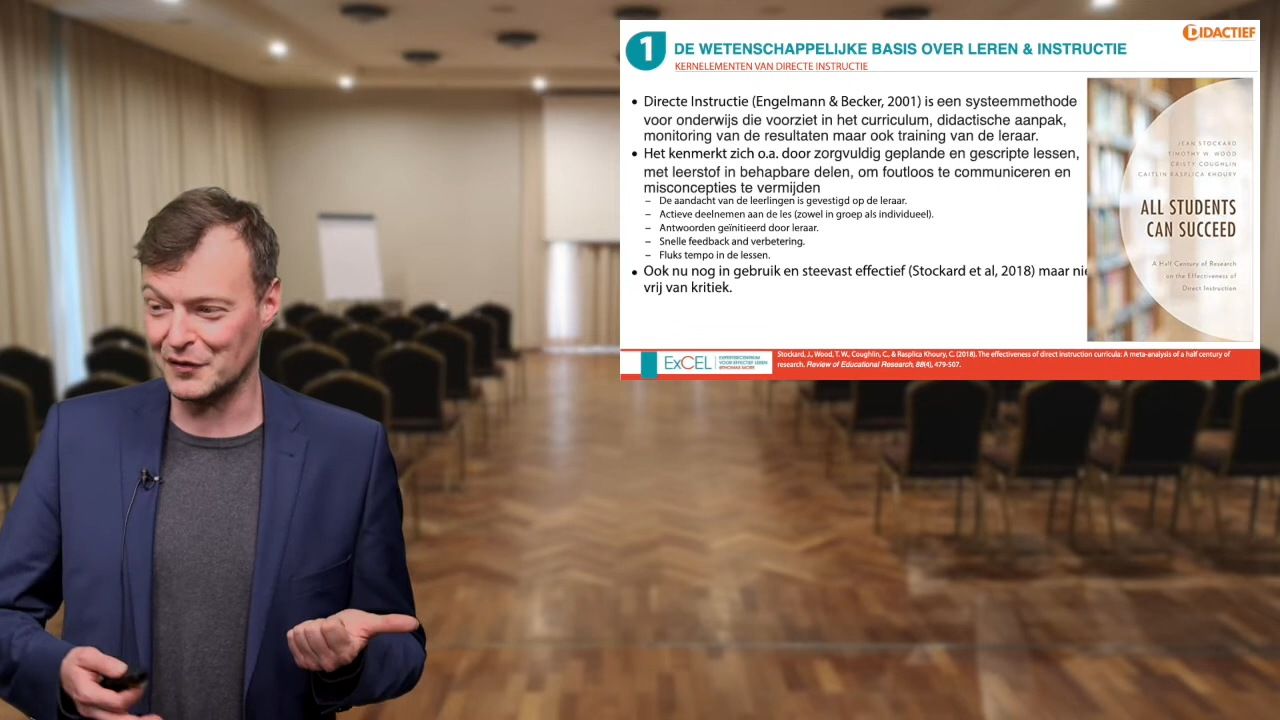 DIDACTIEF
1
DE WETENSCHAPPELIJKE BASIS OVER LEREN & INSTRUCTIE
KERNELEMENTEN VAN DIRECTE INSTRUCTIE
• Directe Instructie (Engelmann & Becker, 2001) is een systeemmethode
voor onderwijs die voorziet in het curriculum, didactische aanpak,
monitoring van de resultaten maar ook training van de leraar.
• Het kenmerkt zich o.a. door zorgvuldig geplande en gescripte lessen,
met leerstof in behapbare delen, om foutloos te communiceren en
misconcepties te vermijden
– De aandacht van de leerlingen is gevestigd op de leraar.
– Actieve deelnemen aan de les (zowel in groep als individueel).
– Antwoorden geïnitieerd door leraar.
– Snelle feedback and verbetering.
– Fluks tempo in de lessen.
• Ook nu nog in gebruik en steevast effectief (Stockard et al, 2018) maar nie
vrij van kritiek.
JEAN STOCKARD
TIMOTHY W. WOOD
CRISTY COUGHLIN
CAITLIN RASPLICA KHOURY
ALL STUDENTS
CAN SUCCEED
A Half Century of Research
on the Effectiveness of
Direct Instruction
ExCEL
EXPERTISECENTRUM
VOOR EFFECTIEF LEREN
Stockard, J., Wood, T. W., Coughlin, C., & Rasplica Khoury, C. (2018). The effectiveness of direct instruction curricula: A meta-analysis of a half century of
research. Review of Educational Research, 88(4), 479-507.